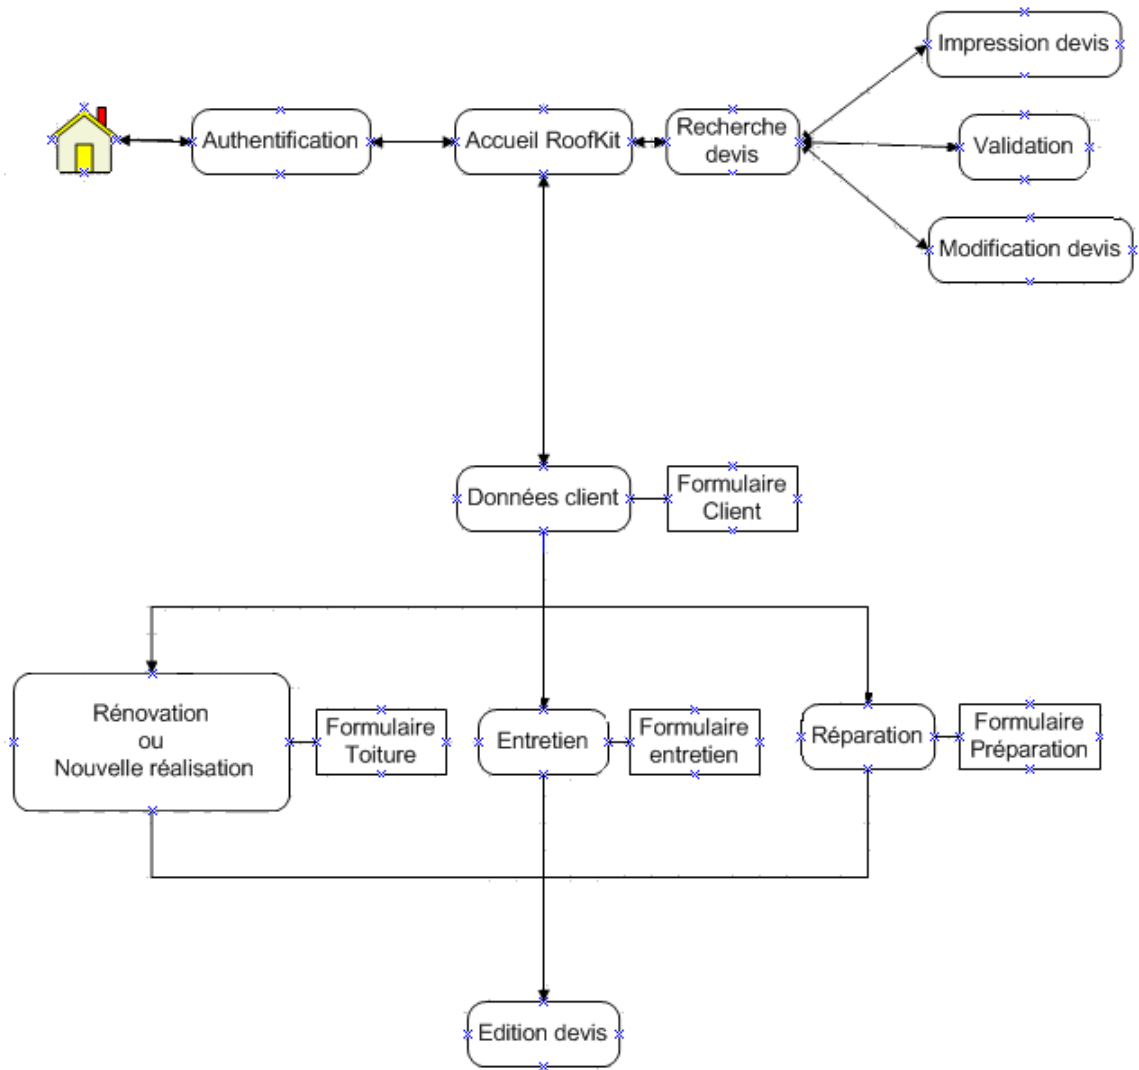 Impression devis
Authentification
Accueil RoofKit
Recherche
devis
Validation
Modification devis
Données client
Formulaire
Client
Rénovation
ou
Nouvelle réalisation
Formulaire
Toiture
Entretien
Formulaire
entretien
Réparation
Formulaire
Préparation
Edition devis